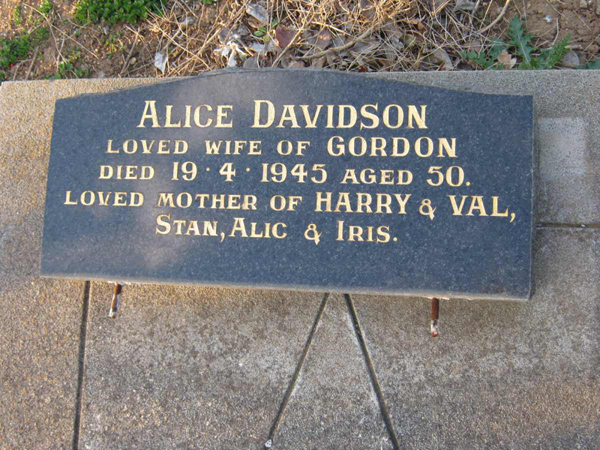 ALICE DAVIDSON
LOVED WIFE OF GORDON
DIED 19·4·1945 AGED 50.
LOVED MOTHER OF HARRY & VAL,
STAN, ALIC & IRIS.